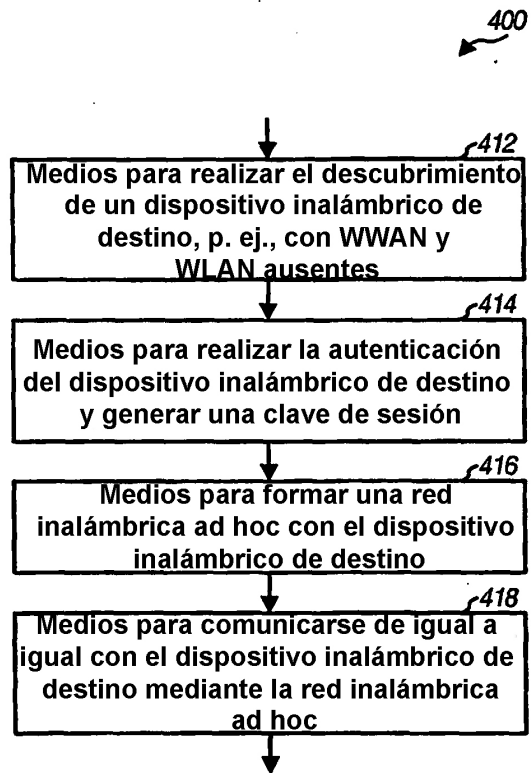 400
412
Medios para realizar el descubrimiento
de un dispositivo inalámbrico de
destino, p. ej., con WWAN y
WLAN ausentes
414
Medios para realizar la autenticación
del dispositivo inalámbrico de destino
y generar una clave de sesión
416
Medios para formar una red
inalámbrica ad hoc con el dispositivo
inalámbrico de destino
418
Medios para comunicarse de igual a
igual con el dispositivo inalámbrico de
destino mediante la red inalámbrica
ad hoc